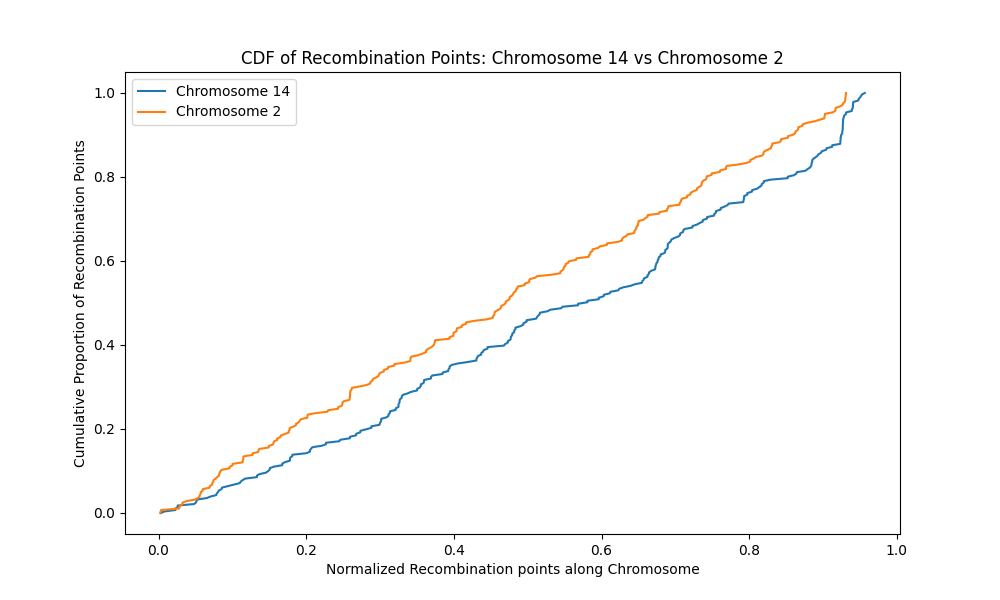 CDF of Recombination Points: Chromosome 14 vs Chromosome 2
Chromosome 14
Chromosome 2
Cumulative Proportion of Recombination Points
1.0
0.8
0.6
0.4
0.2
0.0
0.0 0.2 0.4 0.6 0.8 1.0
Normalized Recombination points along Chromosome